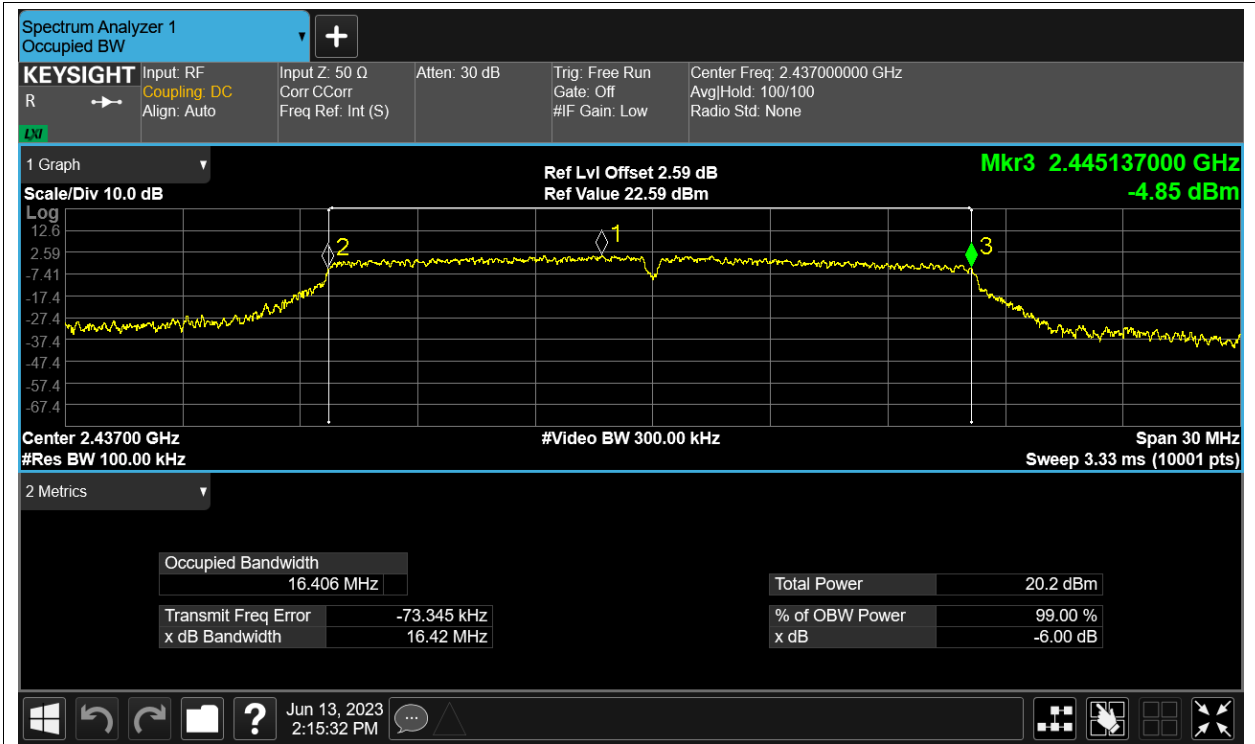 Spectrum Analyzer 1
Occupied BW
KEYSIGHT
R
LXI
Input: RF
Coupling: DC
Align: Auto
Input Z: 50 Ω
Corr CCorr
Freq Ref: Int (S)
Atten: 30 dB
Trig: Free Run
Gate: Off
#IF Gain: Low
Center Freq: 2.437000000 GHz
Avg|Hold: 100/100
Radio Std: None
1 Graph
Scale/Div 10.0 dB
Ref Lvl Offset 2.59 dB
Ref Value 22.59 dBm
Mkr3 2.445137000 GHz
-4.85 dBm
Log
12.6
2.59
-7.41
-17.4
-27.4
-37.4
-47.4
-57.4
-67.4
2
1
3
Center 2.43700 GHz
#Video BW 300.00 kHz
Span 30 MHz
#Res BW 100.00 kHz
Sweep 3.33 ms (10001 pts)
2 Metrics
Occupied Bandwidth
16.406 MHz
Transmit Freq Error -73.345 kHz
x dB Bandwidth 16.42 MHz
Total Power 20.2 dBm
% of OBW Power 99.00 %
x dB -6.00 dB
?
Jun 13, 2023
2:15:32 PM